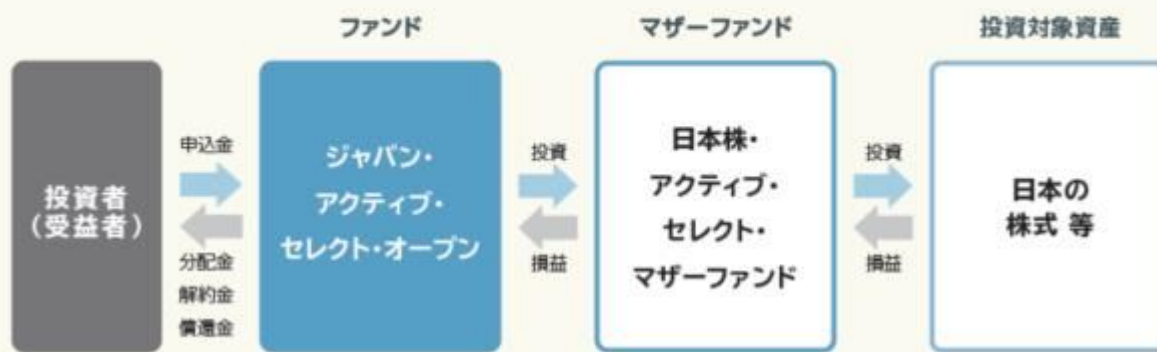 ファンド
マザーファンド
投資対象資産
投資者
（受益者）
申込金
分配金
解約金
償還金
ジャパン・
アクティブ・
セレクト・オープン
投資
損益
日本株・
アクティブ・
セレクト・
マザーファンド
投資
損益
日本の
株式 等